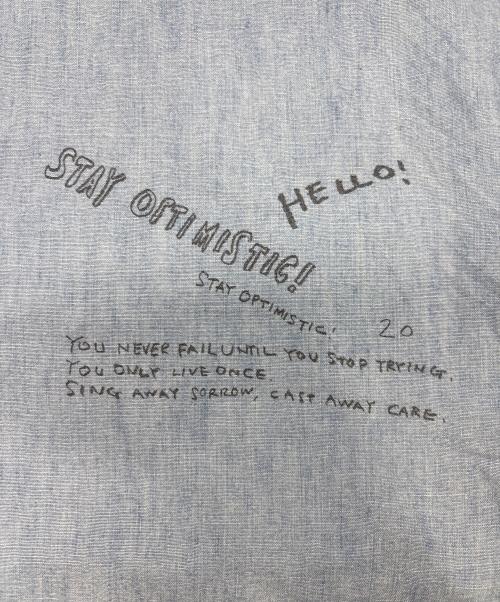 STAY OPTIMISTIC!
HELLO!
STAY OPTIMISTIC!
20
YOU NEVER FAIL UNTIL YOU STOP TRYING.
YOU ONLY LIVE ONCE.
SING AWAY SORROW, CAST AWAY CARE.